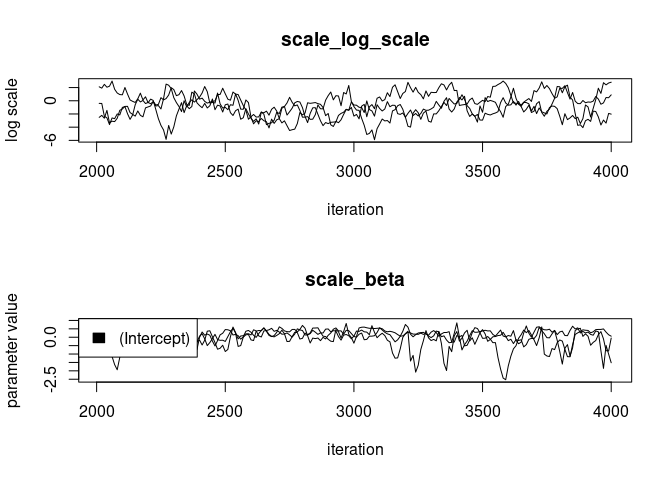 scale_log_scale
log scale
0
-6
2000 2500 3000 3500 4000
iteration
scale_beta
parameter value
0.0
-2.5
(Intercept)
2000 2500 3000 3500 4000
iteration